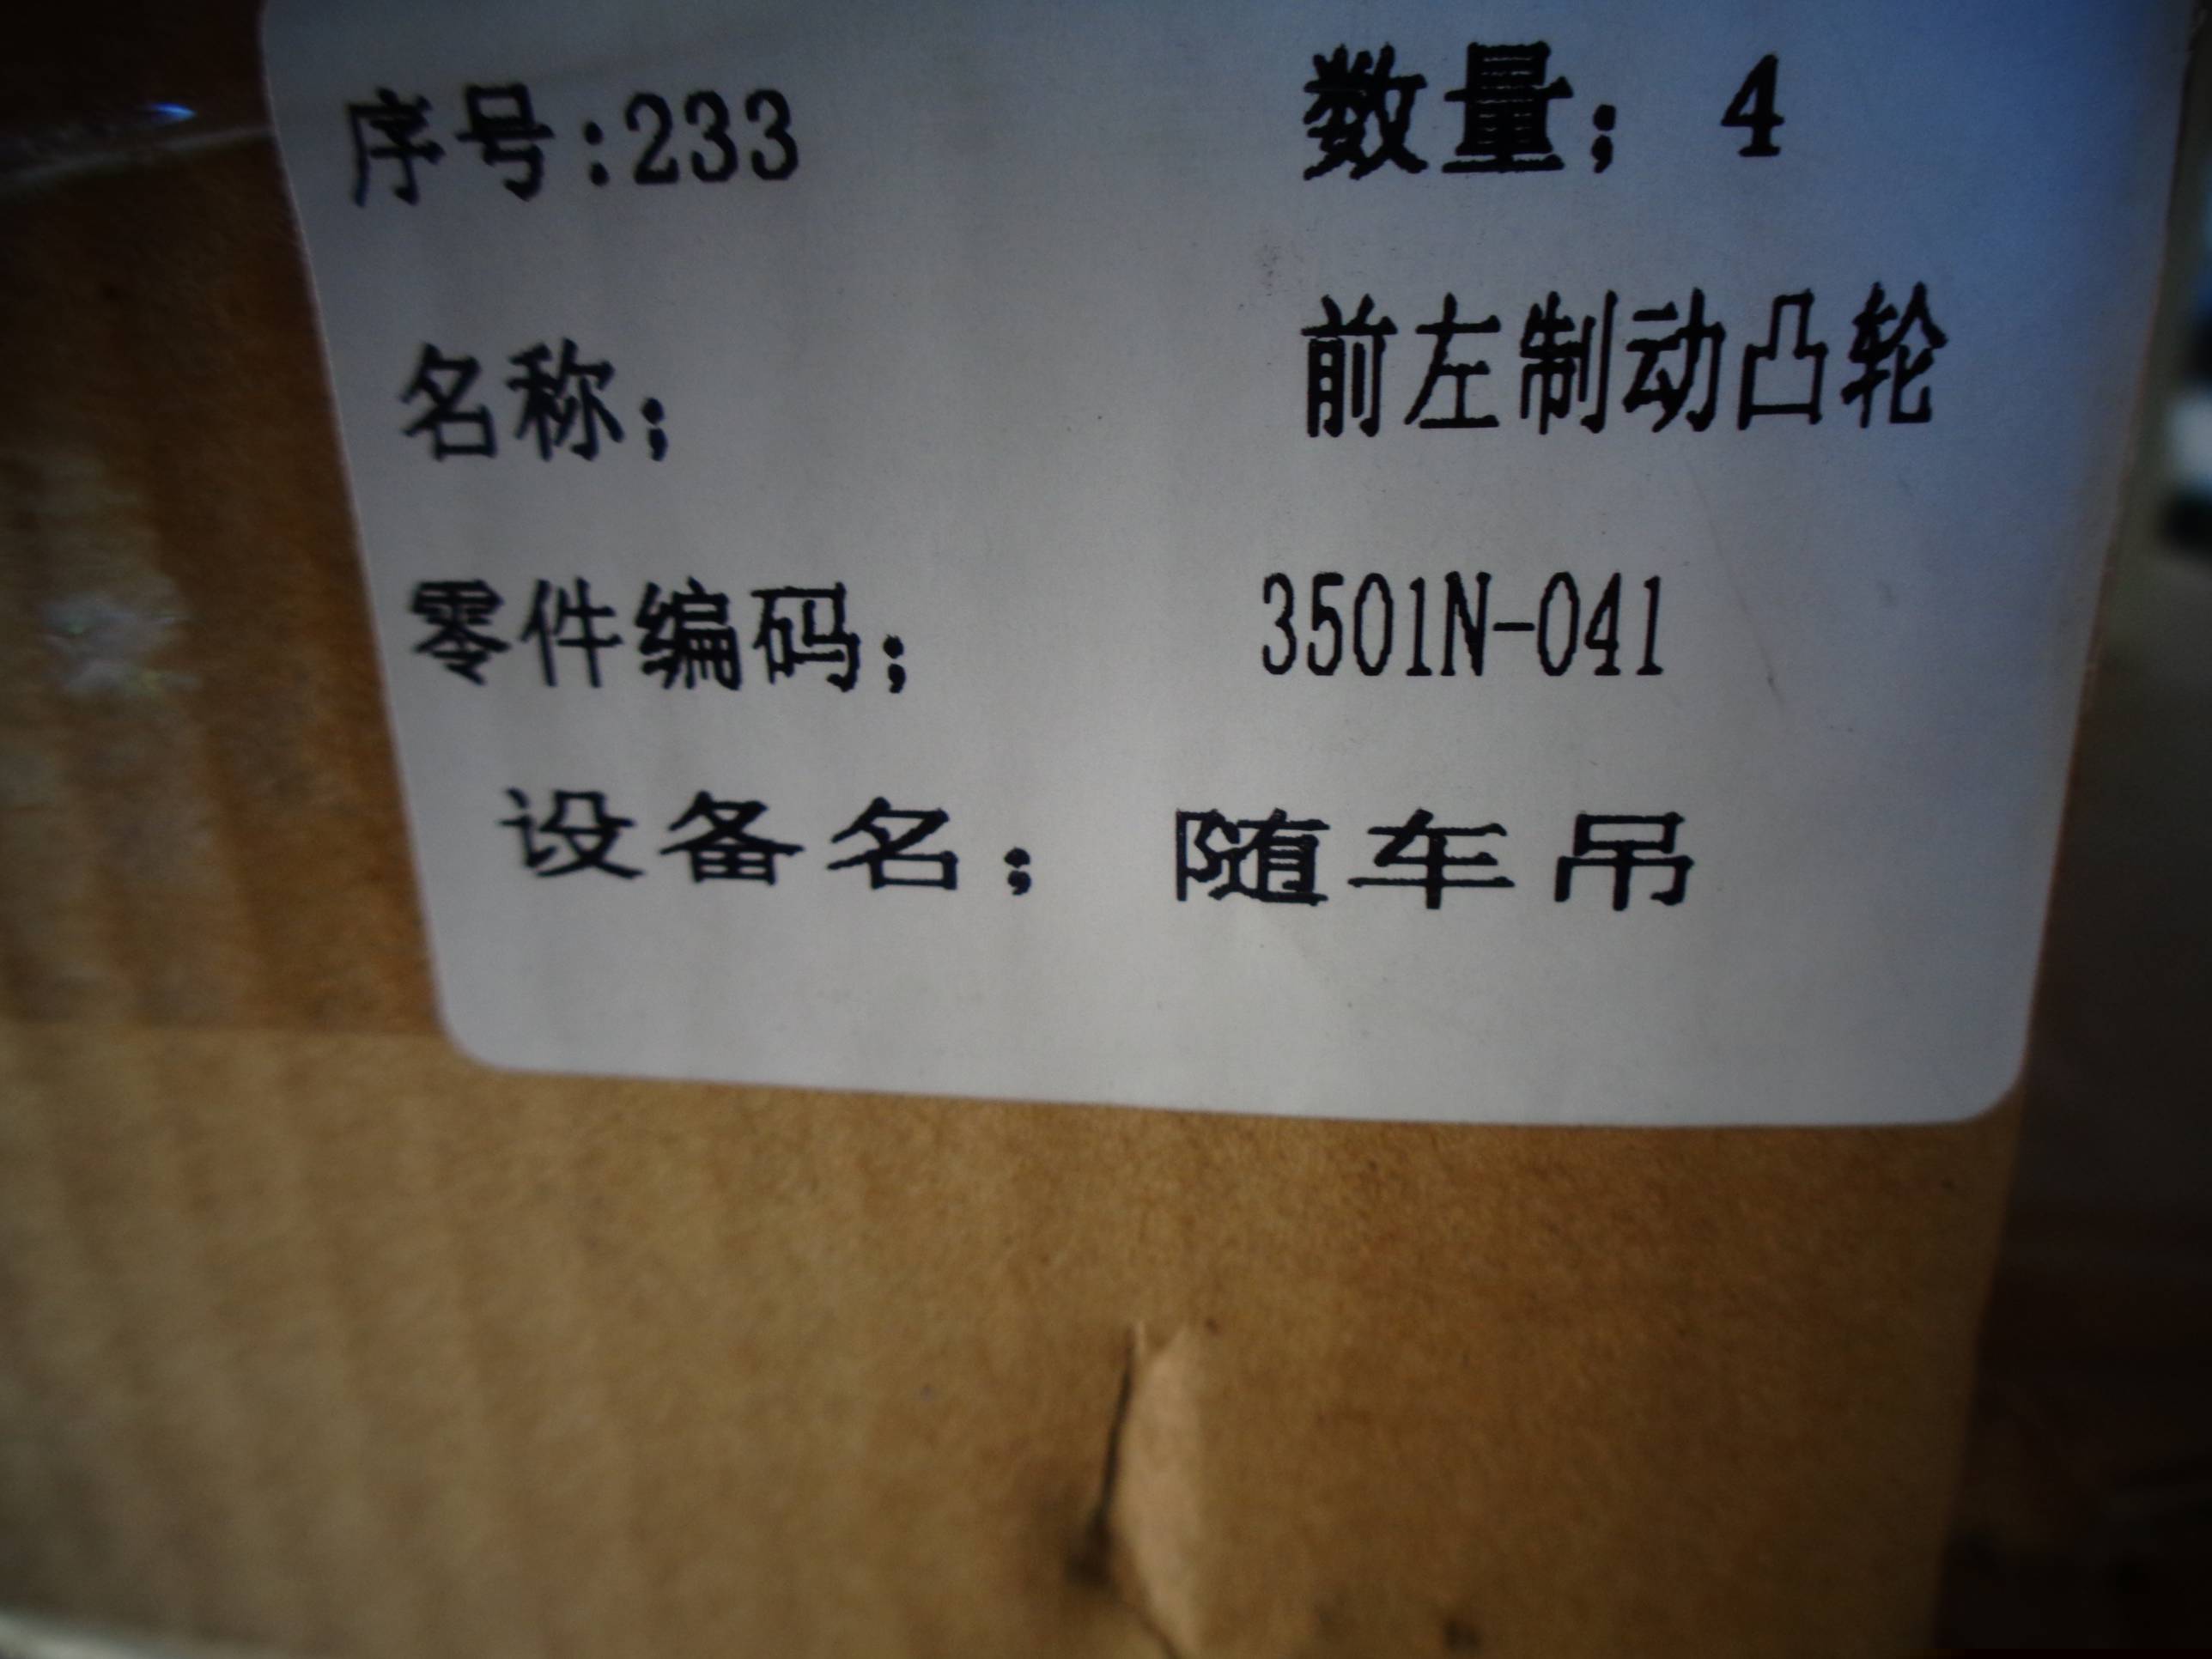 序号:233 数量；4
名称； 前左制动凸轮
零件编码； 3501N-041
设备名； 随车吊